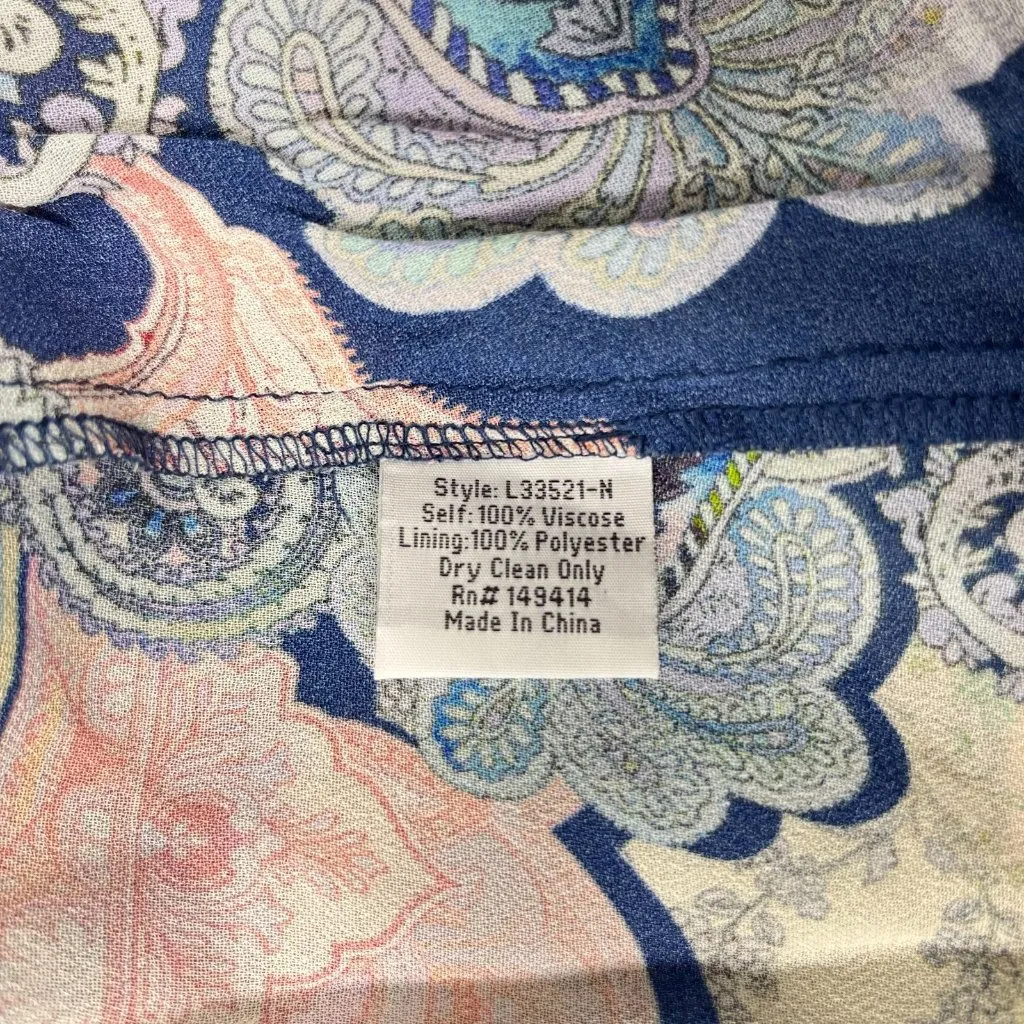 Style: L33521-N
Self: 100% Viscose
Lining:100% Polyester
Dry Clean Only
Rn# 149414
Made In China